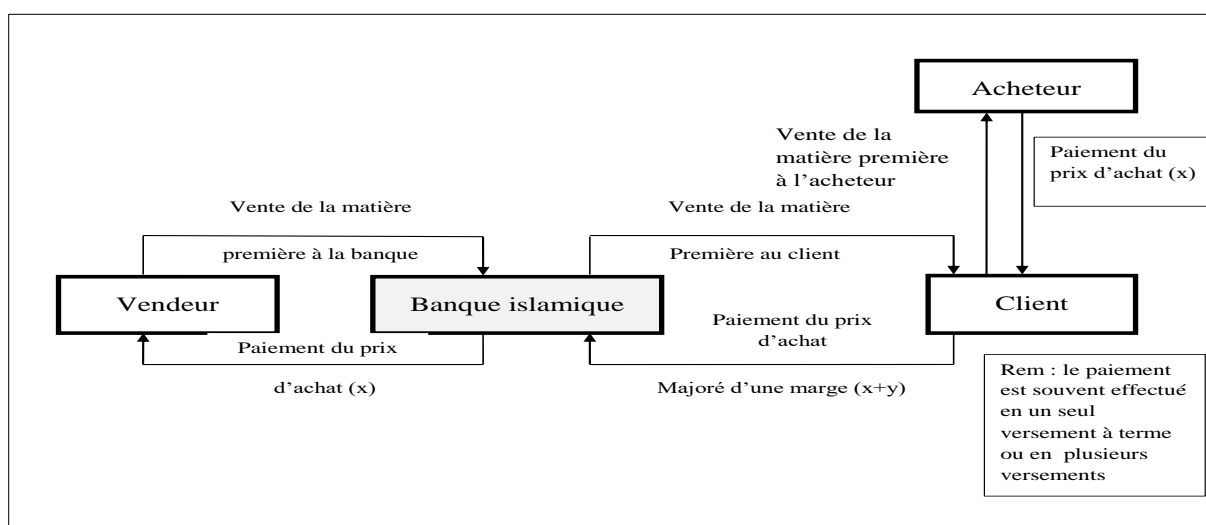 Acheteur
Vente de la
matière première
à l’acheteur
Paiement du
prix d’achat (x)
Vente de la matière
première à la banque
Vente de la matière
Première au client
Vendeur
Banque islamique
Client
Paiement du prix
d’achat (x)
Paiement du prix
d’achat
Majoré d’une marge (x+y)
Rem : le paiement
est souvent effectué
en un seul
versement à terme
ou en plusieurs
versements